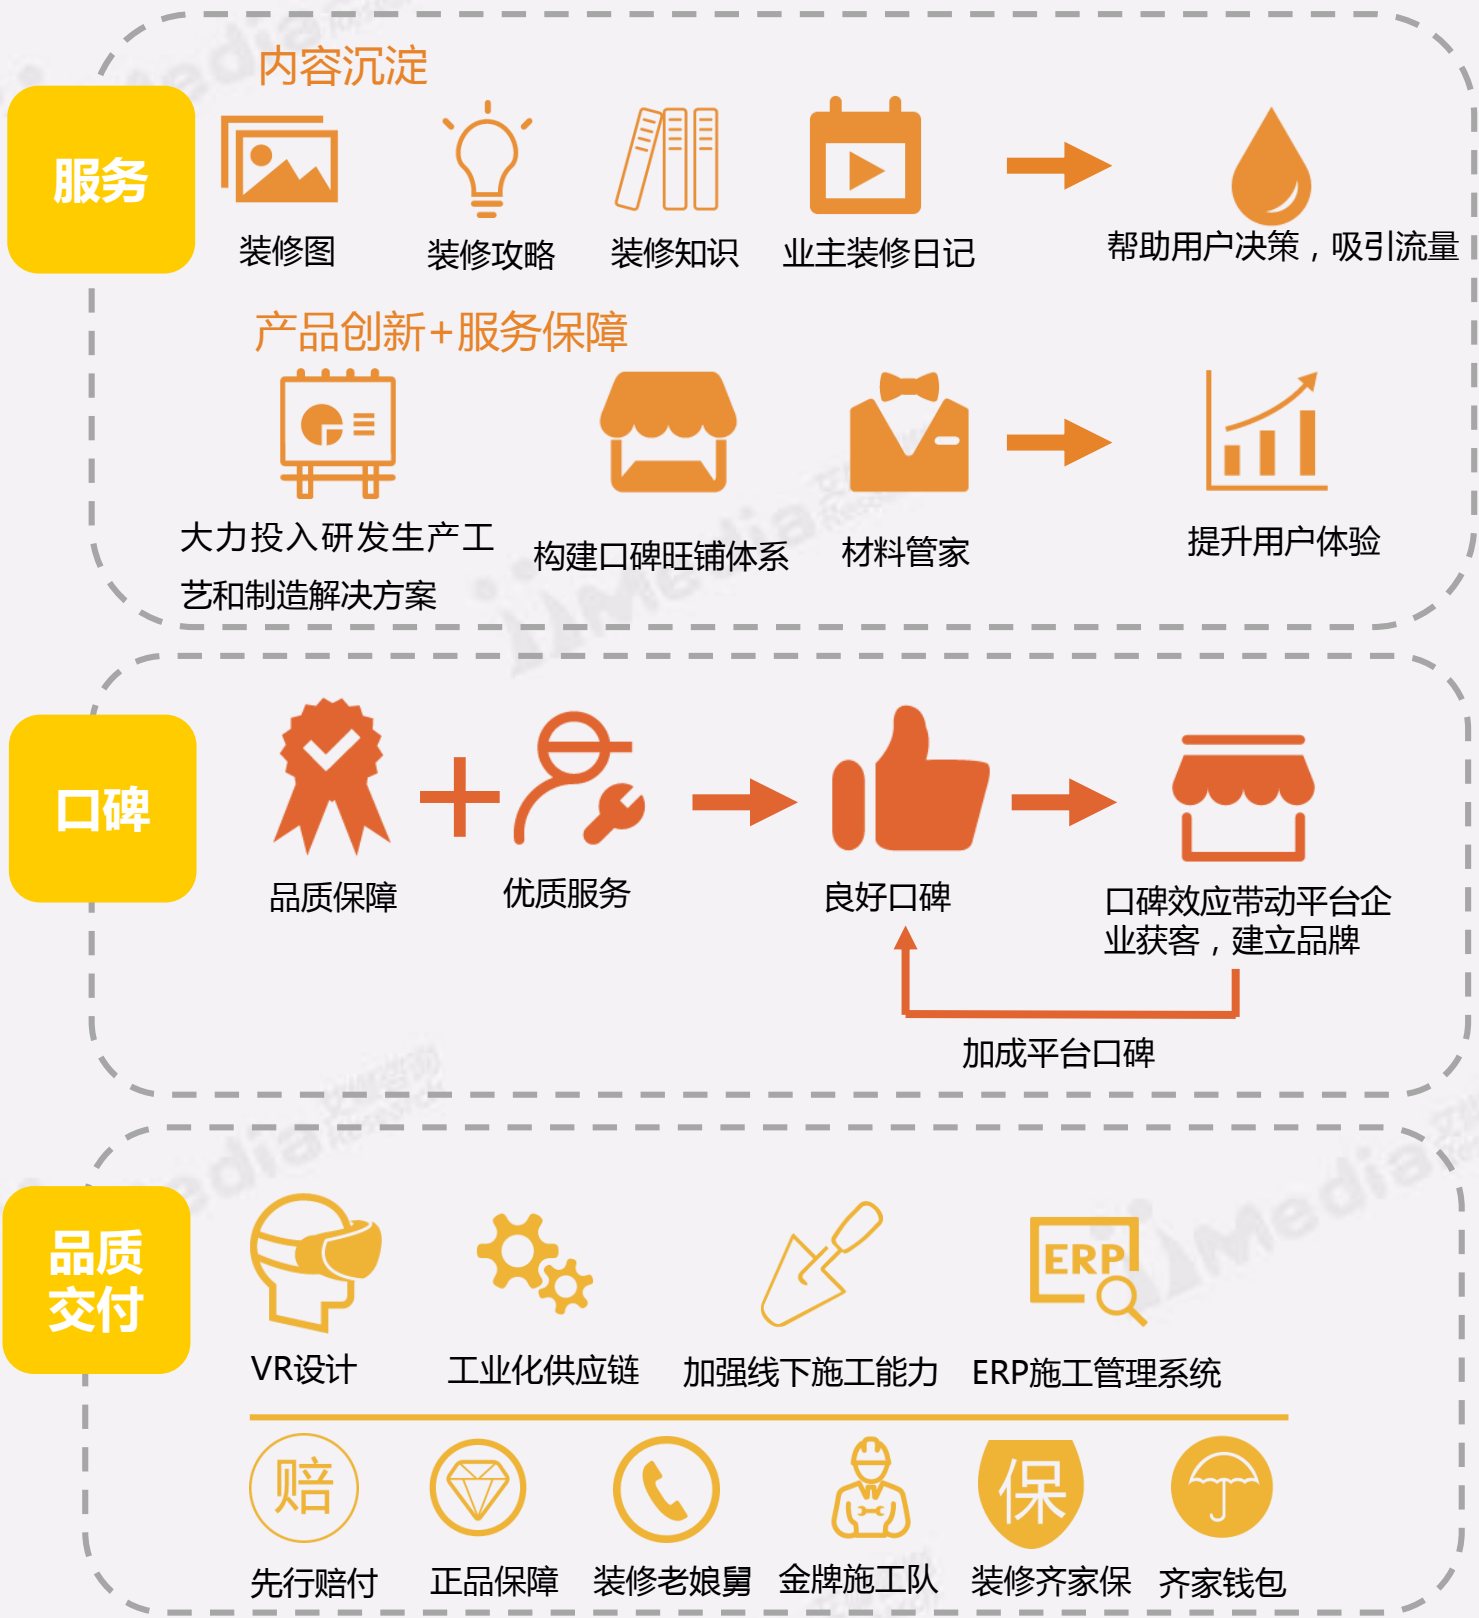 内容沉淀
服务
装修图
装修攻略
装修知识
业主装修日记
帮助用户决策，吸引流量
产品创新+服务保障
大力投入研发生产工
艺和制造解决方案
构建口碑旺铺体系
材料管家
提升用户体验
口碑
品质保障
优质服务
良好口碑
口碑效应带动平台企
业获客，建立品牌
加成平台口碑
品质
交付
ERP
VR设计
工业化供应链
加强线下施工能力
ERP施工管理系统
赔
保
先行赔付
正品保障
装修老娘舅
金牌施工队
装修齐家保
齐家钱包
iiMedia
艾媒咨询
Research